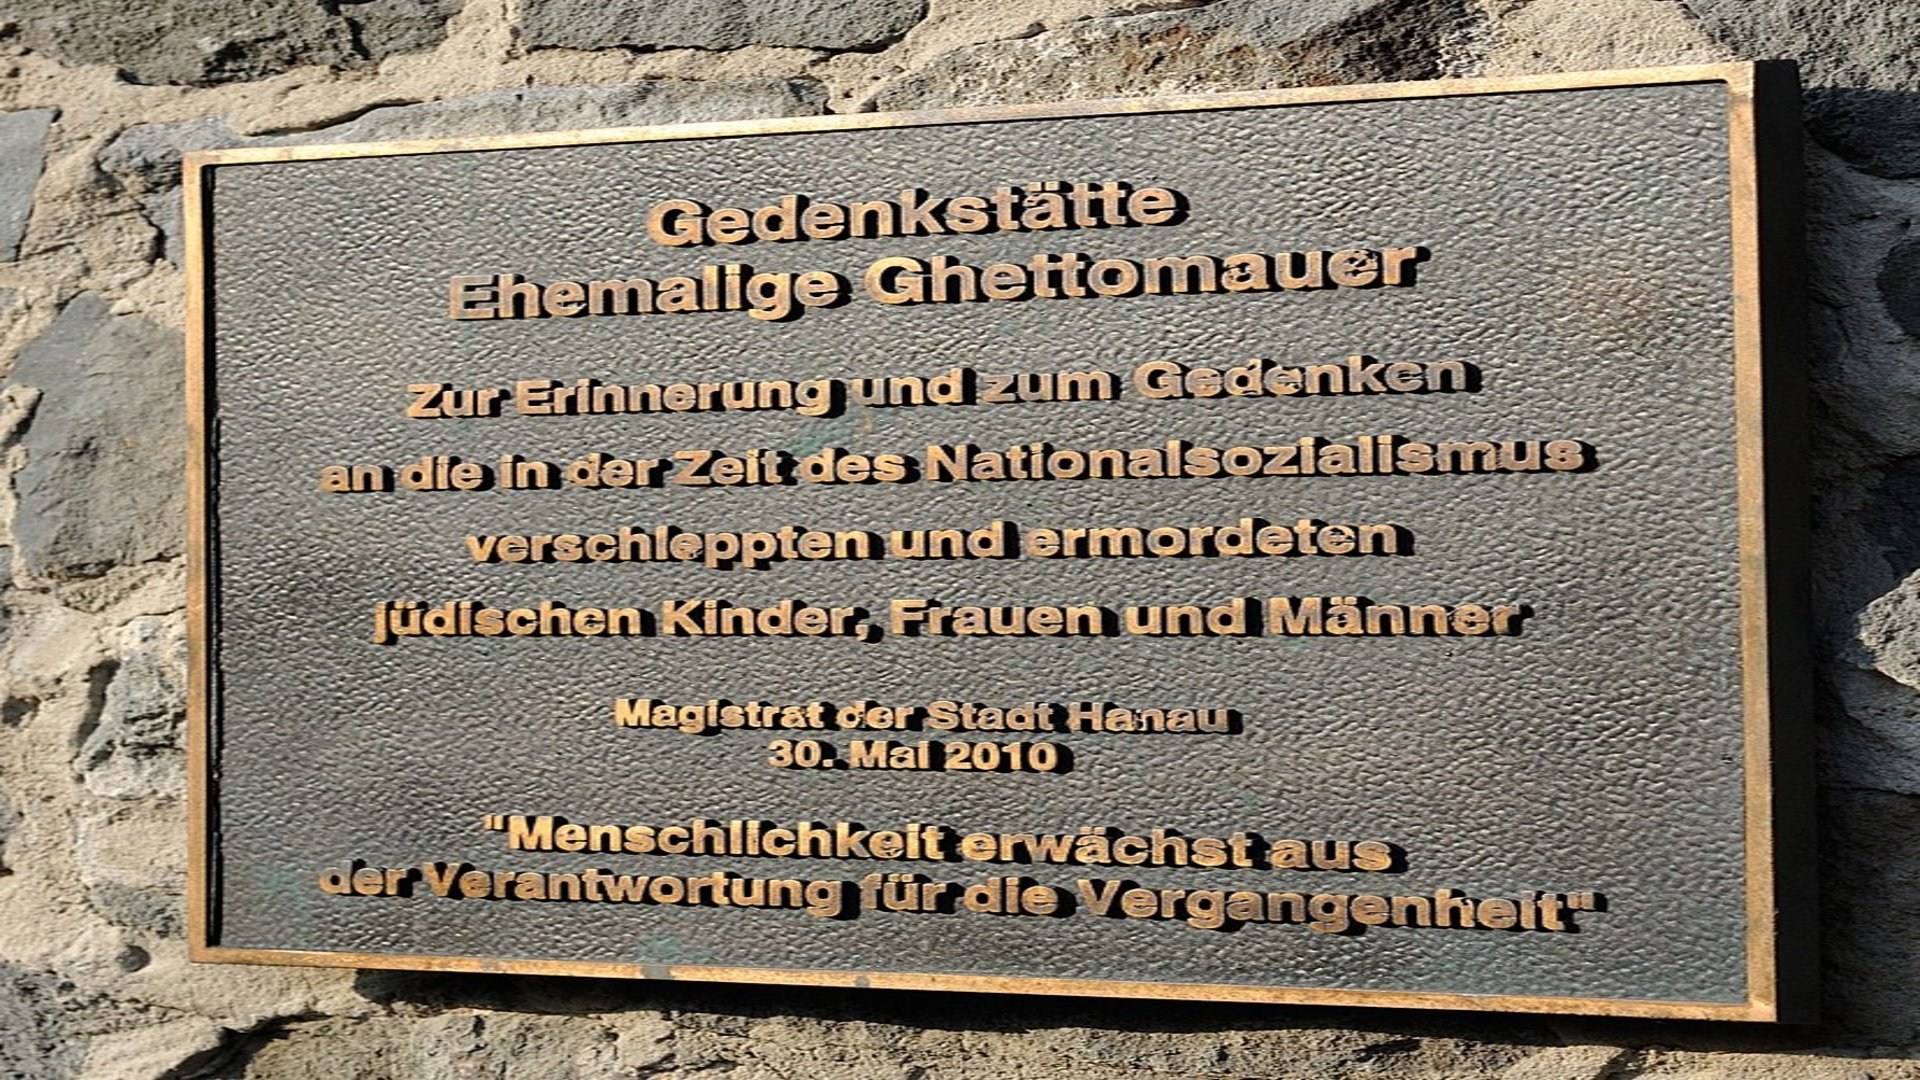 Gedenkstätte
Ehemalige Ghettomauer
Zur Erinnerung und zum Gedenken
an die in der Zeit des Nationalsozialismus
verschleppten und ermordeten
jüdischen Kinder, Frauen und Männer
Magistrat der Stadt Hanau
30. Mai 2010
"Menschlichkeit erwächst aus
der Verantwortung für die Vergangenheit"